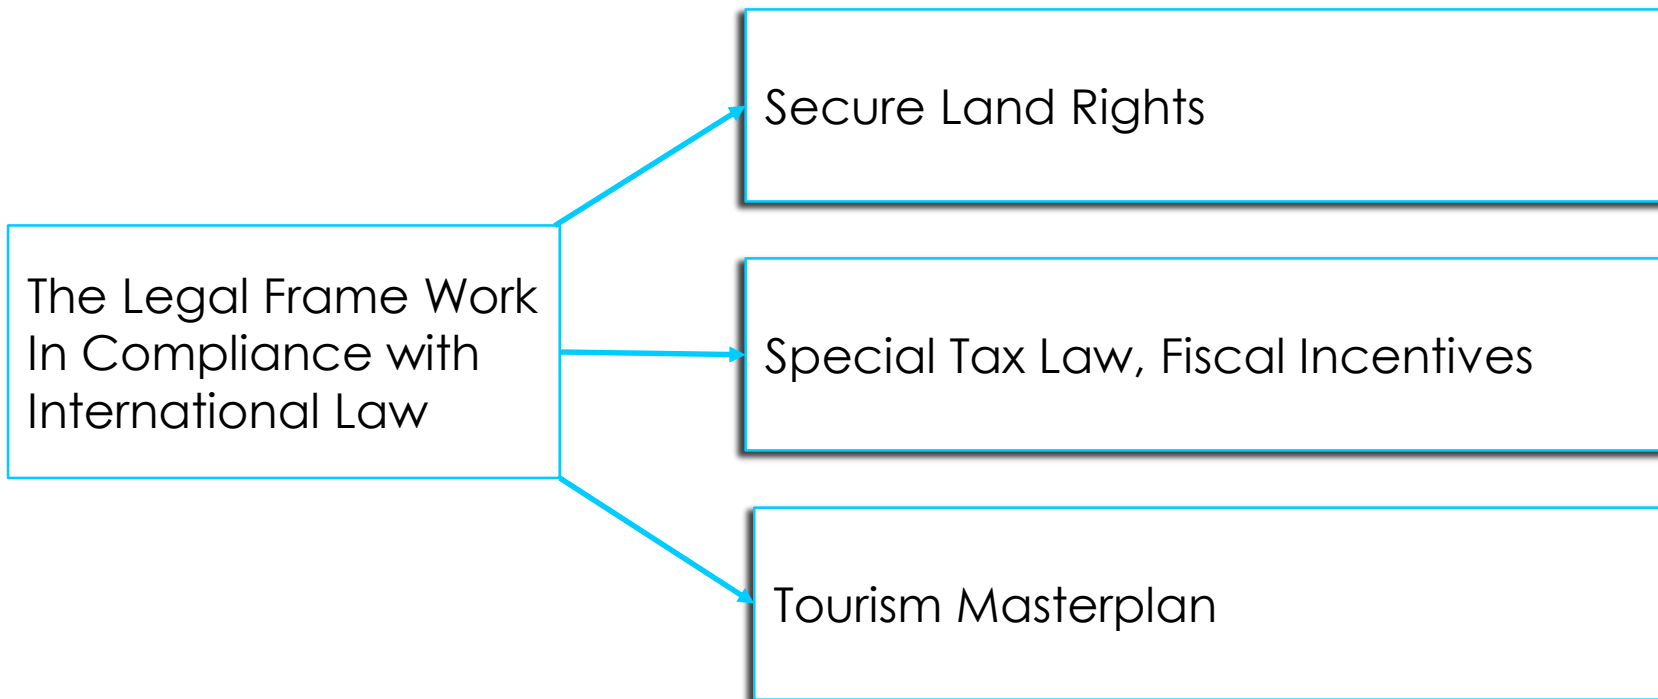 The Legal Frame Work
In Compliance with
International Law
Secure Land Rights
Special Tax Law, Fiscal Incentives
Tourism Masterplan